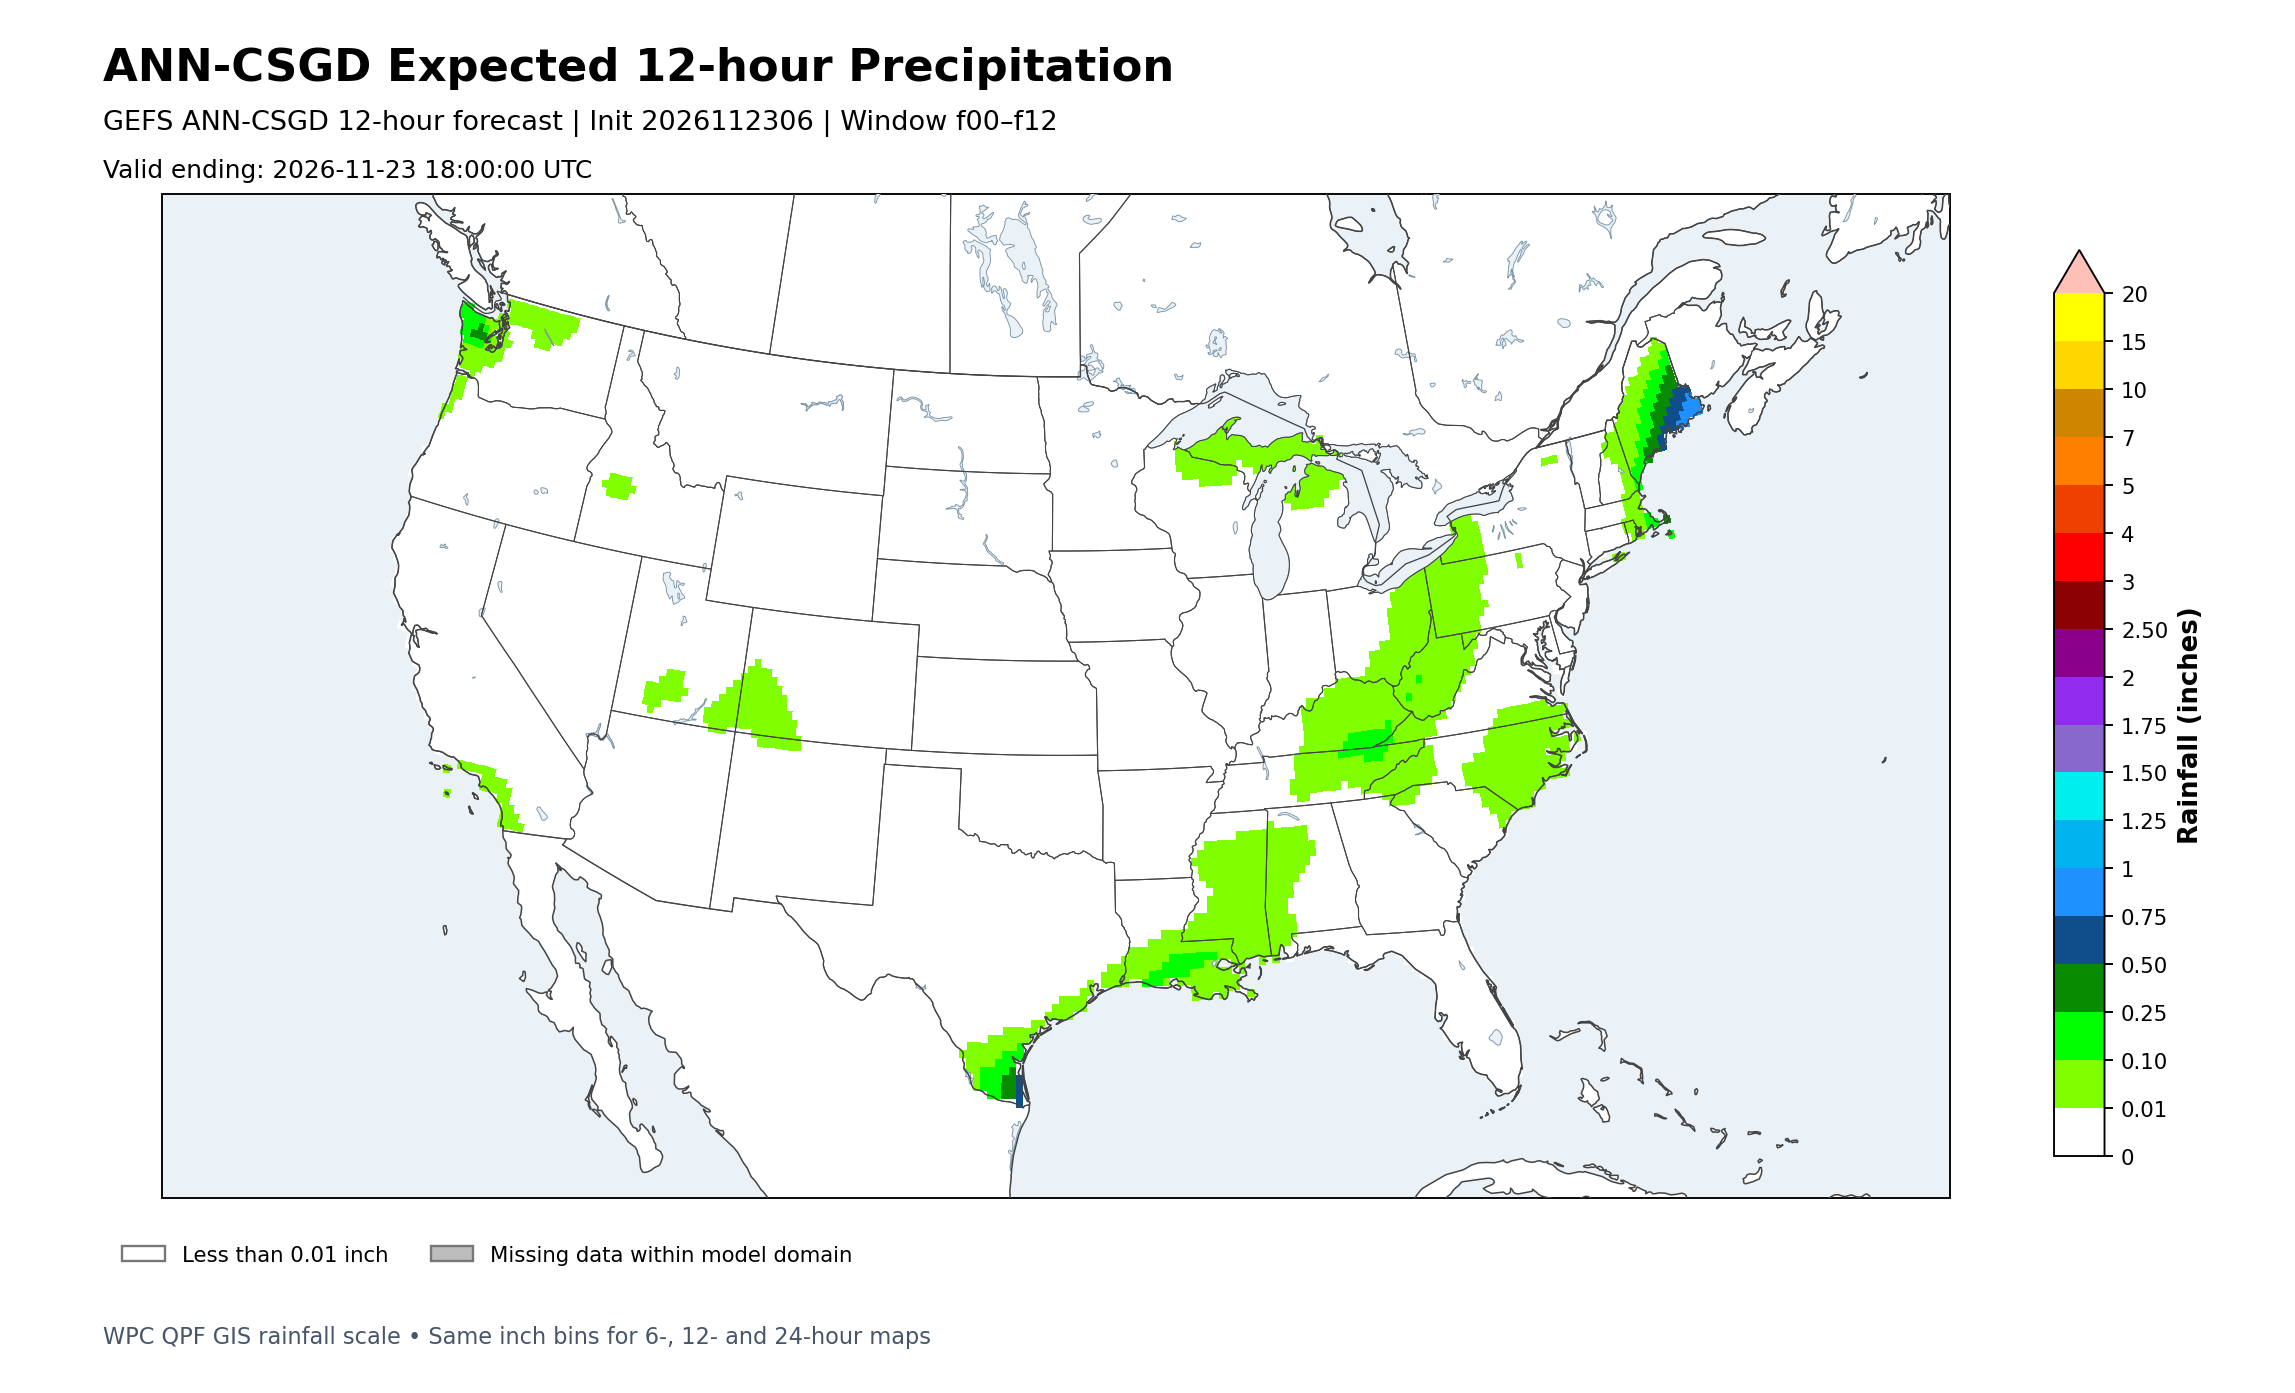 ANN-CSGD Expected 12-hour Precipitation
GEFS ANN-CSGD 12-hour forecast | Init 2026112306 | Window f00–f12
Valid ending: 2026-11-23 18:00:00 UTC
20
15
10
7
5
4
3
2.50
2
1.75
1.50
1.25
1
0.75
0.50
0.25
0.10
0.01
0
Rainfall (inches)
Less than 0.01 inch
Missing data within model domain
WPC QPF GIS rainfall scale • Same inch bins for 6-, 12- and 24-hour maps